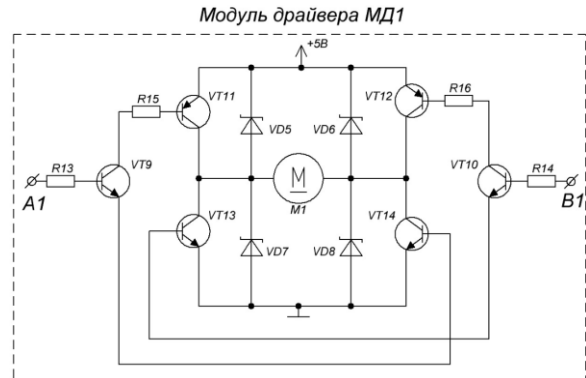 Модуль драйвера МД1
+5В
R15
VT11
VT12
R16
VD5
VD6
R13
VT9
M
M1
VT10
R14
A1
B1
VT13
VT14
VD7
VD8